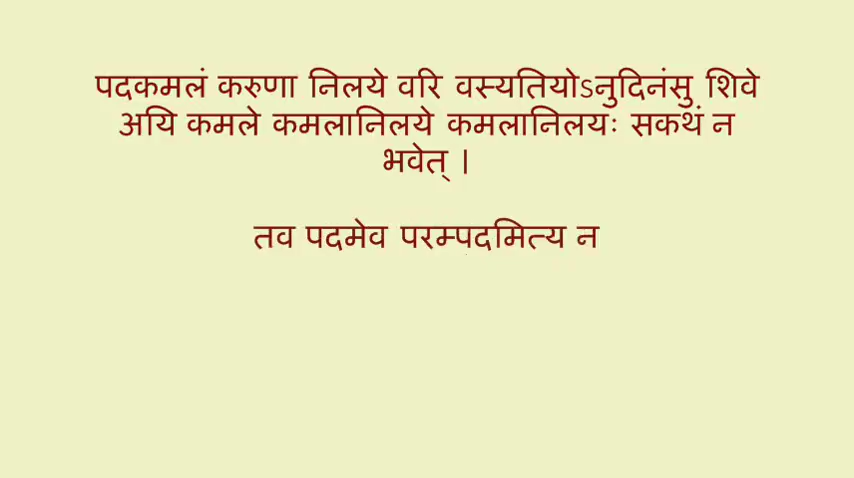 पदकमलं करुणा निलये वरि वस्यतियोऽनुदिनंसु शिवे
अयि कमले कमलानिलये कमलानिलयः सकथं न
भवेत् ।
तव पदमेव परम्पदमित्य न